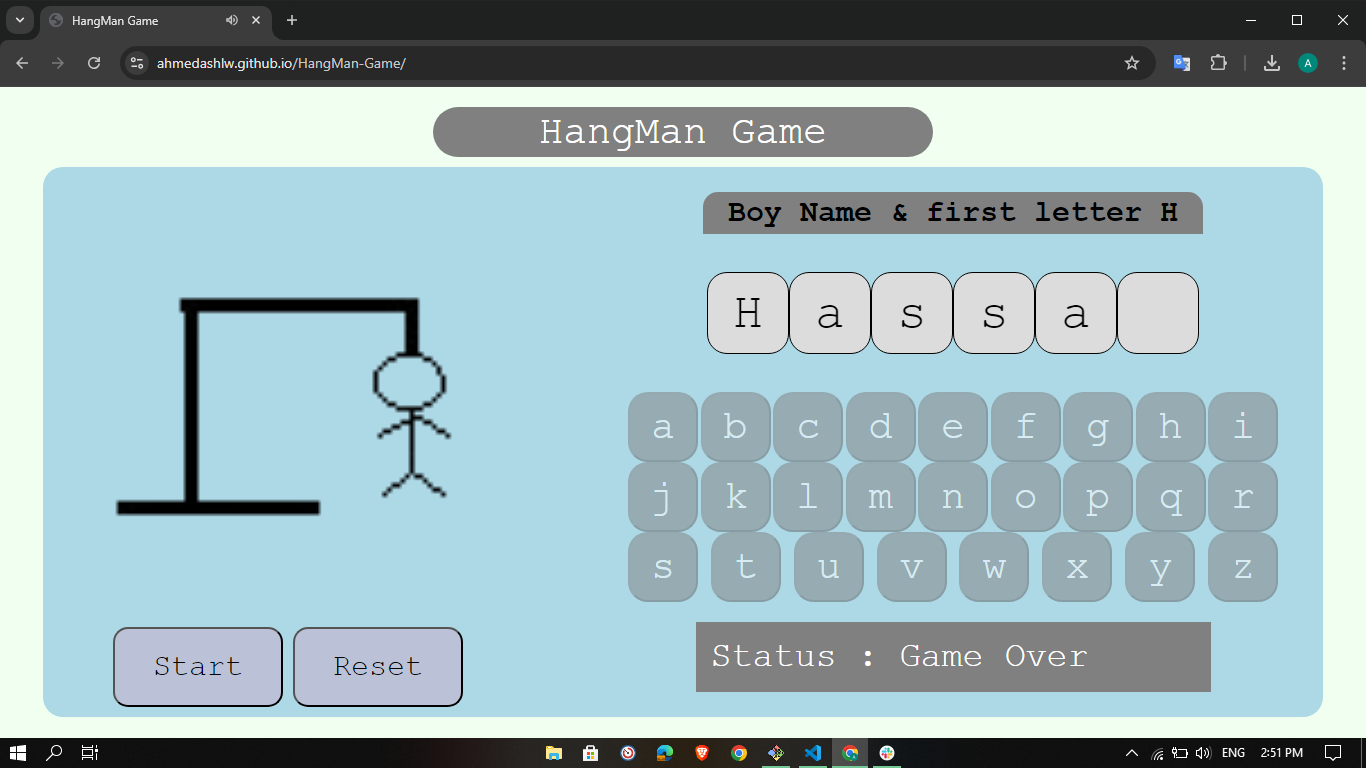 HangMan Game
ahmedashlw.github.io/HangMan-Game/
A
HangMan Game
Boy Name & first letter H
H a s s a
a b c d e f g h i
j k l m n o p q r
s t u v w x y z
Start Reset
Status : Game Over
ENG 2:51 PM